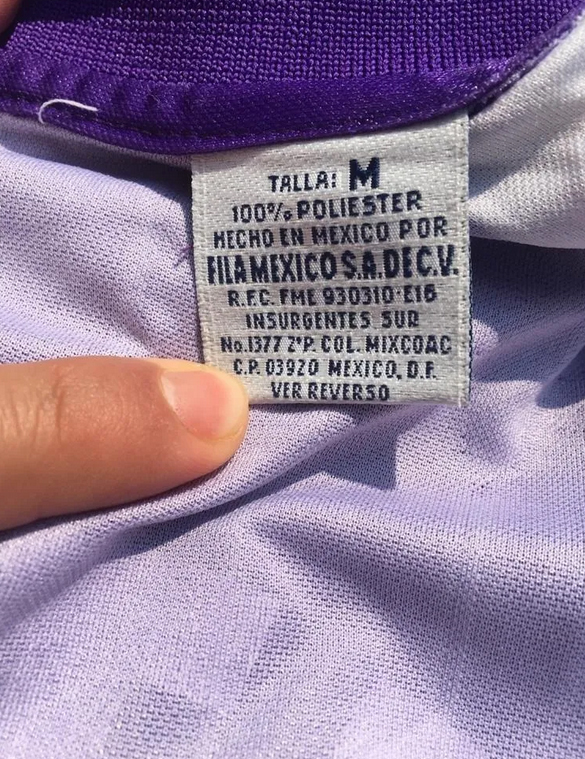 TALLA: M
100% POLIESTER
HECHO EN MEXICO POR
FILA MEXICO S.A. DE C.V.
R.F.C. FME 930310·E16
INSURGENTES SUR
No.1377 2°P. COL. MIXCOAC
C.P. 03920 MEXICO, D.F.
VER REVERSO